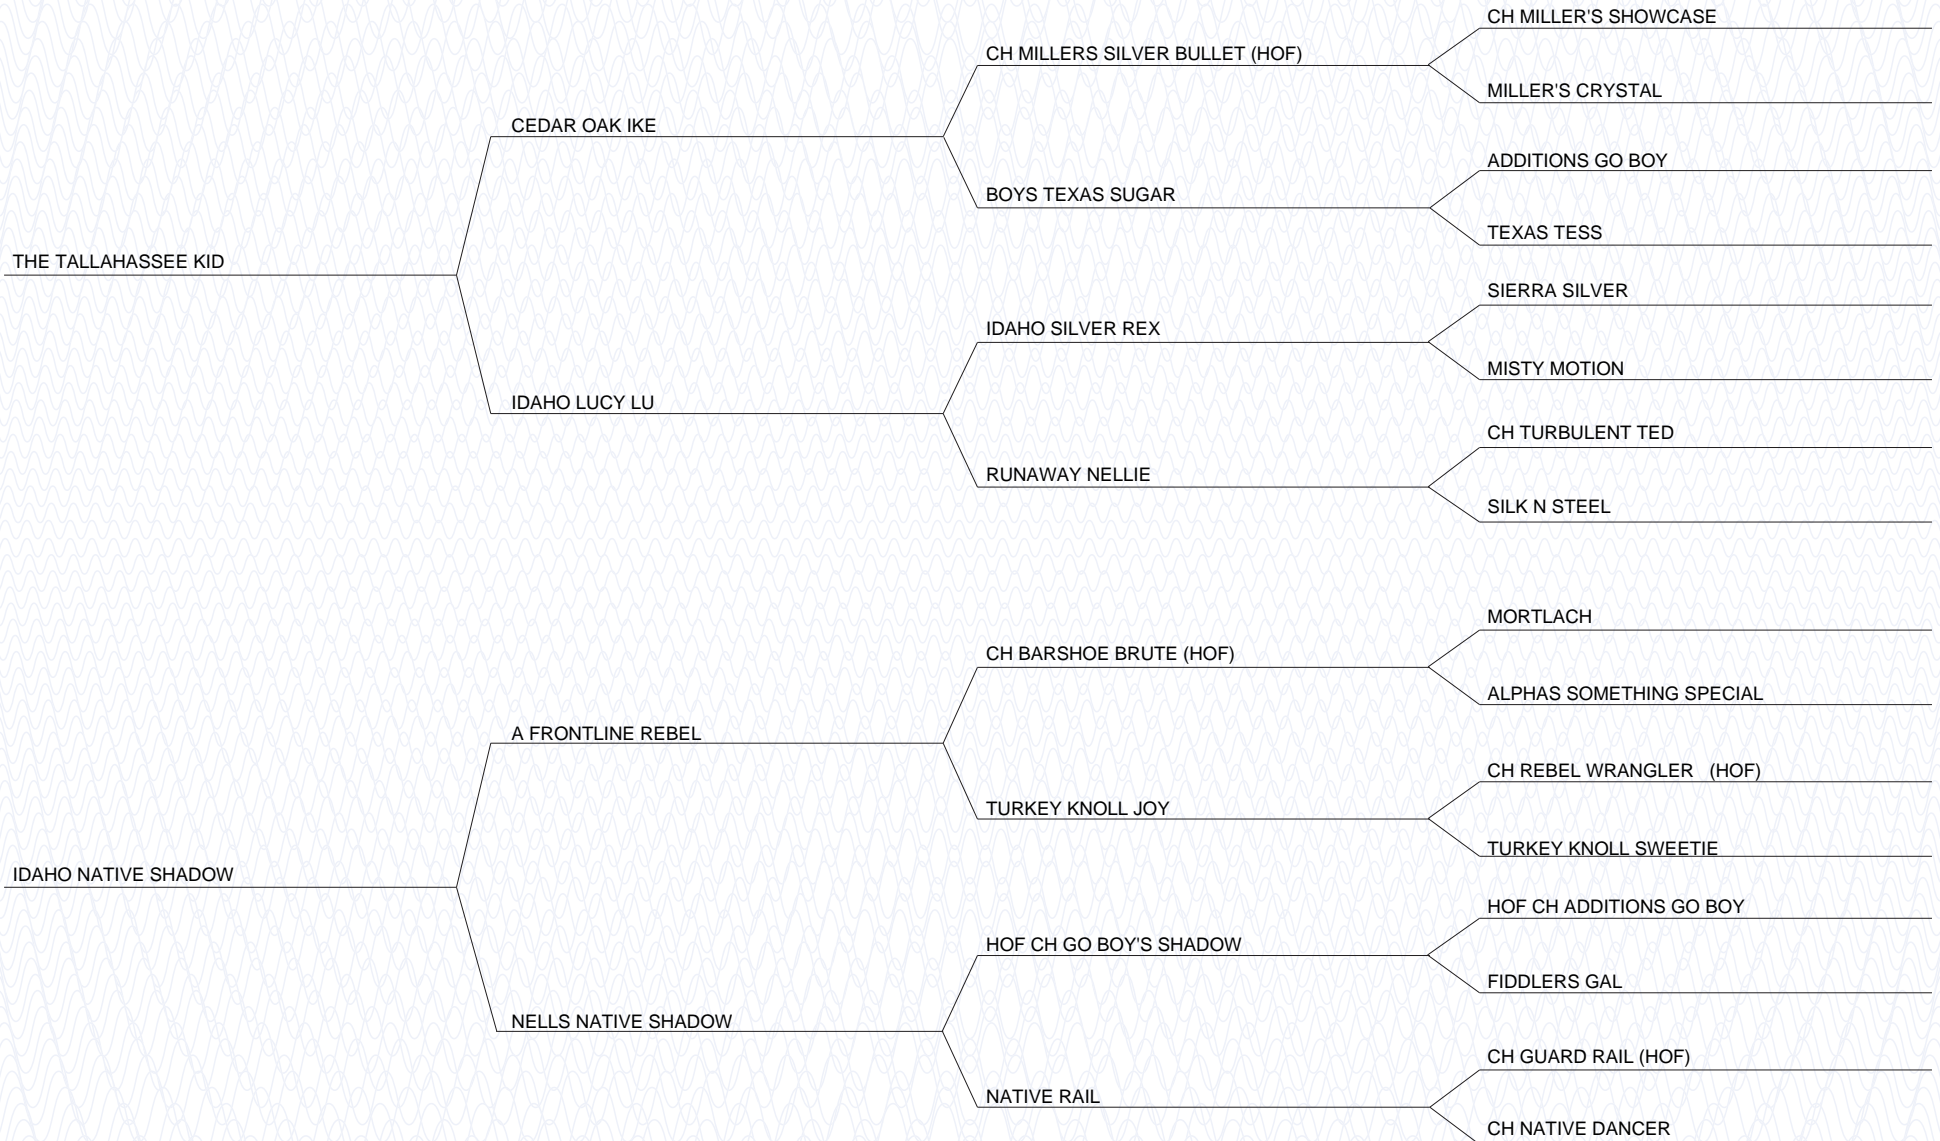 CH MILLER'S SHOWCASE
CH MILLERS SILVER BULLET (HOF)
MILLER'S CRYSTAL
CEDAR OAK IKE
ADDITIONS GO BOY
BOYS TEXAS SUGAR
TEXAS TESS
THE TALLAHASSEE KID
SIERRA SILVER
IDAHO SILVER REX
MISTY MOTION
IDAHO LUCY LU
CH TURBULENT TED
RUNAWAY NELLIE
SILK N STEEL
MORTLACH
CH BARSHOE BRUTE (HOF)
ALPHAS SOMETHING SPECIAL
A FRONTLINE REBEL
CH REBEL WRANGLER (HOF)
TURKEY KNOLL JOY
TURKEY KNOLL SWEETIE
IDAHO NATIVE SHADOW
HOF CH ADDITIONS GO BOY
HOF CH GO BOY'S SHADOW
FIDDLERS GAL
NELLS NATIVE SHADOW
CH GUARD RAIL (HOF)
NATIVE RAIL
CH NATIVE DANCER